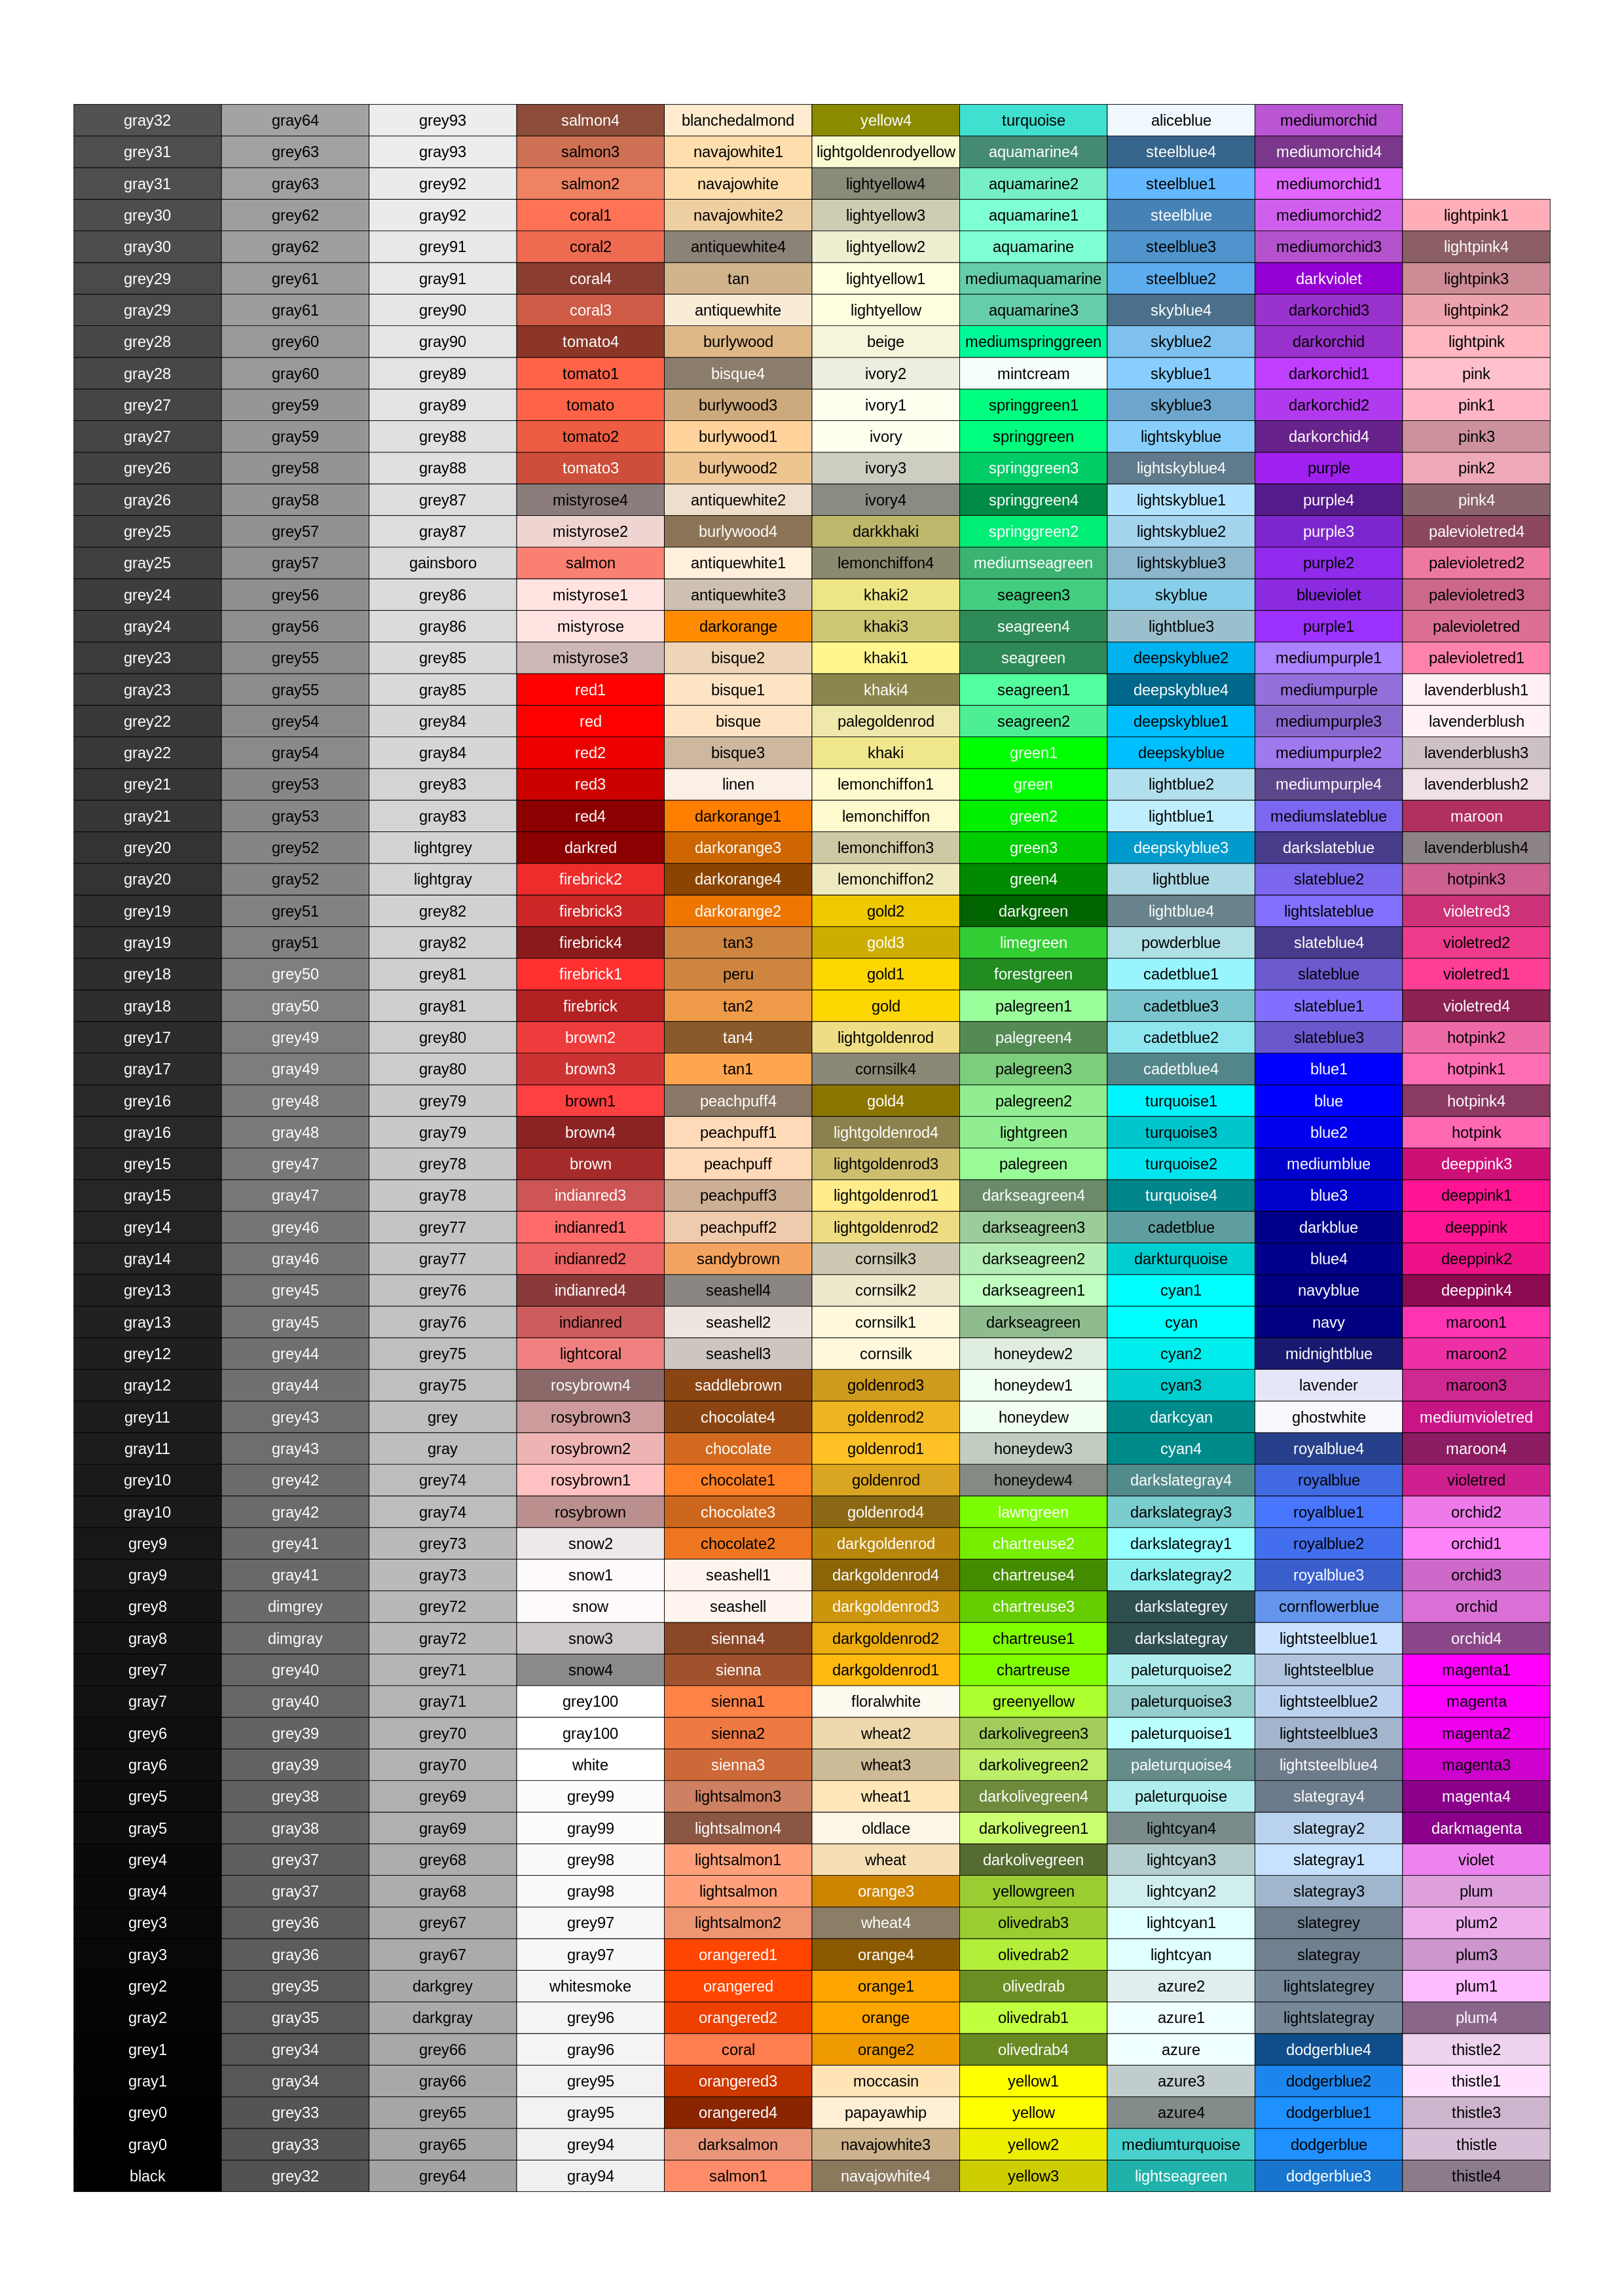 gray32 gray64 grey93 salmon4 blanchedalmond yellow4 turquoise aliceblue mediumorchid
grey31 grey63 gray93 salmon3 navajowhite1 lightgoldenrodyellow aquamarine4 steelblue4 mediumorchid4
gray31 gray63 grey92 salmon2 navajowhite lightyellow4 aquamarine2 steelblue1 mediumorchid1
grey30 grey62 gray92 coral1 navajowhite2 lightyellow3 aquamarine1 steelblue mediumorchid2 lightpink1
gray30 gray62 grey91 coral2 antiquewhite4 lightyellow2 aquamarine steelblue3 mediumorchid3 lightpink4
grey29 grey61 gray91 coral4 tan lightyellow1 mediumaquamarine steelblue2 darkviolet lightpink3
gray29 gray61 grey90 coral3 antiquewhite lightyellow aquamarine3 skyblue4 darkorchid3 lightpink2
grey28 grey60 gray90 tomato4 burlywood beige mediumspringgreen skyblue2 darkorchid lightpink
gray28 gray60 grey89 tomato1 bisque4 ivory2 mintcream skyblue1 darkorchid1 pink
grey27 grey59 gray89 tomato burlywood3 ivory1 springgreen1 skyblue3 darkorchid2 pink1
gray27 gray59 grey88 tomato2 burlywood1 ivory springgreen lightskyblue darkorchid4 pink3
grey26 grey58 gray88 tomato3 burlywood2 ivory3 springgreen3 lightskyblue4 purple pink2
gray26 gray58 grey87 mistyrose4 antiquewhite2 ivory4 springgreen4 lightskyblue1 purple4 pink4
grey25 grey57 gray87 mistyrose2 burlywood4 darkkhaki springgreen2 lightskyblue2 purple3 palevioletred4
gray25 gray57 gainsboro salmon antiquewhite1 lemonchiffon4 mediumseagreen lightskyblue3 purple2 palevioletred2
grey24 grey56 grey86 mistyrose1 antiquewhite3 khaki2 seagreen3 skyblue blueviolet palevioletred3
gray24 gray56 gray86 mistyrose darkorange khaki3 seagreen4 lightblue3 purple1 palevioletred
grey23 grey55 grey85 mistyrose3 bisque2 khaki1 seagreen deepskyblue2 mediumpurple1 palevioletred1
gray23 gray55 gray85 red1 bisque1 khaki4 seagreen1 deepskyblue4 mediumpurple lavenderblush1
grey22 grey54 grey84 red bisque palegoldenrod seagreen2 deepskyblue1 mediumpurple3 lavenderblush
gray22 gray54 gray84 red2 bisque3 khaki green1 deepskyblue mediumpurple2 lavenderblush3
grey21 grey53 grey83 red3 linen lemonchiffon1 green lightblue2 mediumpurple4 lavenderblush2
gray21 gray53 gray83 red4 darkorange1 lemonchiffon green2 lightblue1 mediumslateblue maroon
grey20 grey52 lightgrey darkred darkorange3 lemonchiffon3 green3 deepskyblue3 darkslateblue lavenderblush4
gray20 gray52 lightgray firebrick2 darkorange4 lemonchiffon2 green4 lightblue slateblue2 hotpink3
grey19 grey51 grey82 firebrick3 darkorange2 gold2 darkgreen lightblue4 lightslateblue violetred3
gray19 gray51 gray82 firebrick4 tan3 gold3 limegreen powderblue slateblue4 violetred2
grey18 grey50 grey81 firebrick1 peru gold1 forestgreen cadetblue1 slateblue violetred1
gray18 gray50 gray81 firebrick tan2 gold palegreen1 cadetblue3 slateblue1 violetred4
grey17 grey49 grey80 brown2 tan4 lightgoldenrod palegreen4 cadetblue2 slateblue3 hotpink2
gray17 gray49 gray80 brown3 tan1 cornsilk4 palegreen3 cadetblue4 blue1 hotpink1
grey16 grey48 grey79 brown1 peachpuff4 gold4 palegreen2 turquoise1 blue hotpink4
gray16 gray48 gray79 brown4 peachpuff1 lightgoldenrod4 lightgreen turquoise3 blue2 hotpink
grey15 grey47 grey78 brown peachpuff lightgoldenrod3 palegreen turquoise2 mediumblue deeppink3
gray15 gray47 gray78 indianred3 peachpuff3 lightgoldenrod1 darkseagreen4 turquoise4 blue3 deeppink1
grey14 grey46 grey77 indianred1 peachpuff2 lightgoldenrod2 darkseagreen3 cadetblue darkblue deeppink
gray14 gray46 gray77 indianred2 sandybrown cornsilk3 darkseagreen2 darkturquoise blue4 deeppink2
grey13 grey45 grey76 indianred4 seashell4 cornsilk2 darkseagreen1 cyan1 navyblue deeppink4
gray13 gray45 gray76 indianred seashell2 cornsilk1 darkseagreen cyan navy maroon1
grey12 grey44 grey75 lightcoral seashell3 cornsilk honeydew2 cyan2 midnightblue maroon2
gray12 gray44 gray75 rosybrown4 saddlebrown goldenrod3 honeydew1 cyan3 lavender maroon3
grey11 grey43 grey rosybrown3 chocolate4 goldenrod2 honeydew darkcyan ghostwhite mediumvioletred
gray11 gray43 gray rosybrown2 chocolate goldenrod1 honeydew3 cyan4 royalblue4 maroon4
grey10 grey42 grey74 rosybrown1 chocolate1 goldenrod honeydew4 darkslategray4 royalblue violetred
gray10 gray42 gray74 rosybrown chocolate3 goldenrod4 lawngreen darkslategray3 royalblue1 orchid2
grey9 grey41 grey73 snow2 chocolate2 darkgoldenrod chartreuse2 darkslategray1 royalblue2 orchid1
gray9 gray41 gray73 snow1 seashell1 darkgoldenrod4 chartreuse4 darkslategray2 royalblue3 orchid3
grey8 dimgrey grey72 snow seashell darkgoldenrod3 chartreuse3 darkslategrey cornflowerblue orchid
gray8 dimgray gray72 snow3 sienna4 darkgoldenrod2 chartreuse1 darkslategray lightsteelblue1 orchid4
grey7 grey40 grey71 snow4 sienna darkgoldenrod1 chartreuse paleturquoise2 lightsteelblue magenta1
gray7 gray40 gray71 grey100 sienna1 floralwhite greenyellow paleturquoise3 lightsteelblue2 magenta
grey6 grey39 grey70 gray100 sienna2 wheat2 darkolivegreen3 paleturquoise1 lightsteelblue3 magenta2
gray6 gray39 gray70 white sienna3 wheat3 darkolivegreen2 paleturquoise4 lightsteelblue4 magenta3
grey5 grey38 grey69 grey99 lightsalmon3 wheat1 darkolivegreen4 paleturquoise slategray4 magenta4
gray5 gray38 gray69 gray99 lightsalmon4 oldlace darkolivegreen1 lightcyan4 slategray2 darkmagenta
grey4 grey37 grey68 grey98 lightsalmon1 wheat darkolivegreen lightcyan3 slategray1 violet
gray4 gray37 gray68 gray98 lightsalmon orange3 yellowgreen lightcyan2 slategray3 plum
grey3 grey36 grey67 grey97 lightsalmon2 wheat4 olivedrab3 lightcyan1 slategrey plum2
gray3 gray36 gray67 gray97 orangered1 orange4 olivedrab2 lightcyan slategray plum3
grey2 grey35 darkgrey whitesmoke orangered orange1 olivedrab azure2 lightslategrey plum1
gray2 gray35 darkgray grey96 orangered2 orange olivedrab1 azure1 lightslategray plum4
grey1 grey34 grey66 gray96 coral orange2 olivedrab4 azure dodgerblue4 thistle2
gray1 gray34 gray66 grey95 orangered3 moccasin yellow1 azure3 dodgerblue2 thistle1
grey0 grey33 grey65 gray95 orangered4 papayawhip yellow azure4 dodgerblue1 thistle3
gray0 gray33 gray65 grey94 darksalmon navajowhite3 yellow2 mediumturquoise dodgerblue thistle
black grey32 grey64 gray94 salmon1 navajowhite4 yellow3 lightseagreen dodgerblue3 thistle4